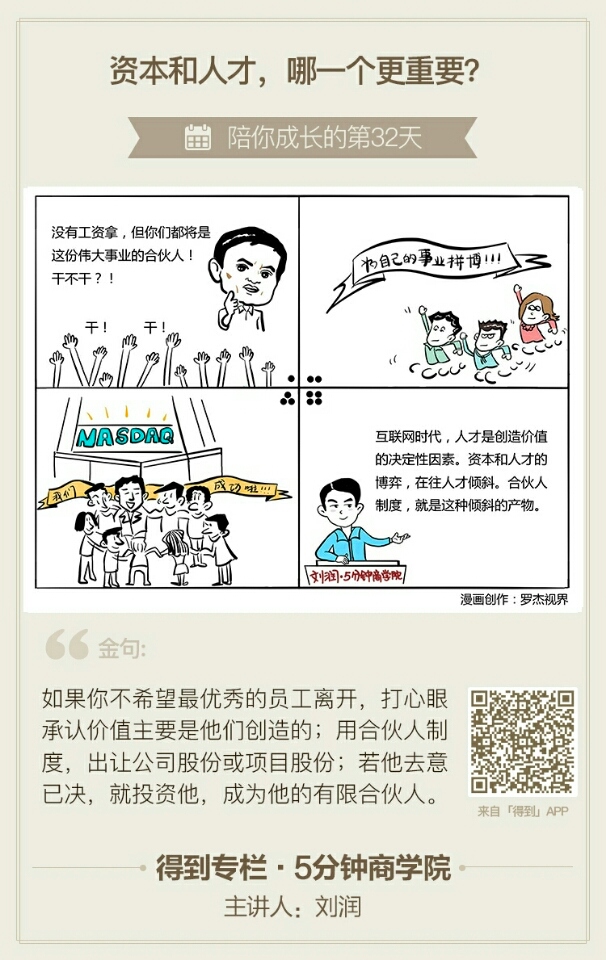 资本和人才，哪一个更重要？
陪你成长的第32天
没有工资拿，但你们都将是
这份伟大事业的合伙人！
干不干？！
干！
干！
为自己的事业拼搏!!!
NASDAQ
我们
成功啦!!!
互联网时代，人才是创造价值
的决定性因素。资本和人才的
博弈，在往人才倾斜。合伙人
制度，就是这种倾斜的产物。
刘润·5分钟商学院
漫画创作：罗杰视界
金句:
如果你不希望最优秀的员工离开，打心眼
承认价值主要是他们创造的；用合伙人制
度，出让公司股份或项目股份；若他去意
已决，就投资他，成为他的有限合伙人。
来自「得到」APP
得到专栏·5分钟商学院
主讲人：刘润